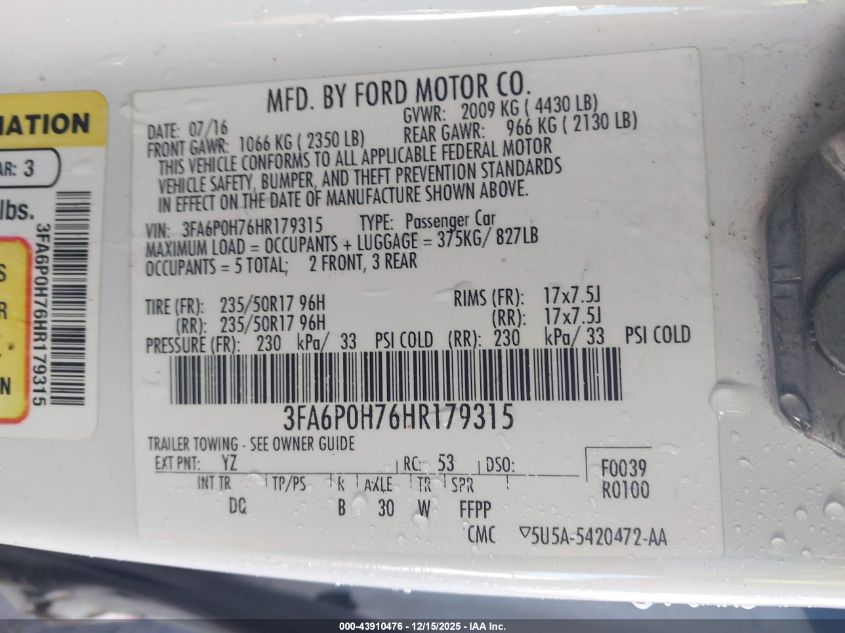 MFD. BY FORD MOTOR CO.
DATE: 07/16 GVWR: 2009 KG ( 4430 LB)
FRONT GAWR: 1066 KG ( 2350 LB) REAR GAWR: 966 KG ( 2130 LB)
THIS VEHICLE CONFORMS TO ALL APPLICABLE FEDERAL MOTOR
VEHICLE SAFETY, BUMPER, AND THEFT PREVENTION STANDARDS
IN EFFECT ON THE DATE OF MANUFACTURE SHOWN ABOVE.
VIN: 3FA6P0H76HR179315 TYPE: Passenger Car
MAXIMUM LOAD = OCCUPANTS + LUGGAGE = 375KG/ 827LB
OCCUPANTS = 5 TOTAL; 2 FRONT, 3 REAR
TIRE (FR): 235/50R17 96H RIMS (FR): 17x7.5J
(RR): 235/50R17 96H (RR): 17x7.5J
PRESSURE (FR): 230 kPa/ 33 PSI COLD (RR): 230 kPa/ 33 PSI COLD
3FA6P0H76HR179315
TRAILER TOWING - SEE OWNER GUIDE
EXT PNT: YZ RC: 53 DSO: F0039
INT TR TP/PS R AXLE TR SPR R0100
DG B 30 W FFPP
CMC ▽5U5A-5420472-AA
MATION
AR: 3
lbs.
3FA6P0H76HR179315
S
R
N
000-43910476 - 12/15/2025 - IAA Inc.